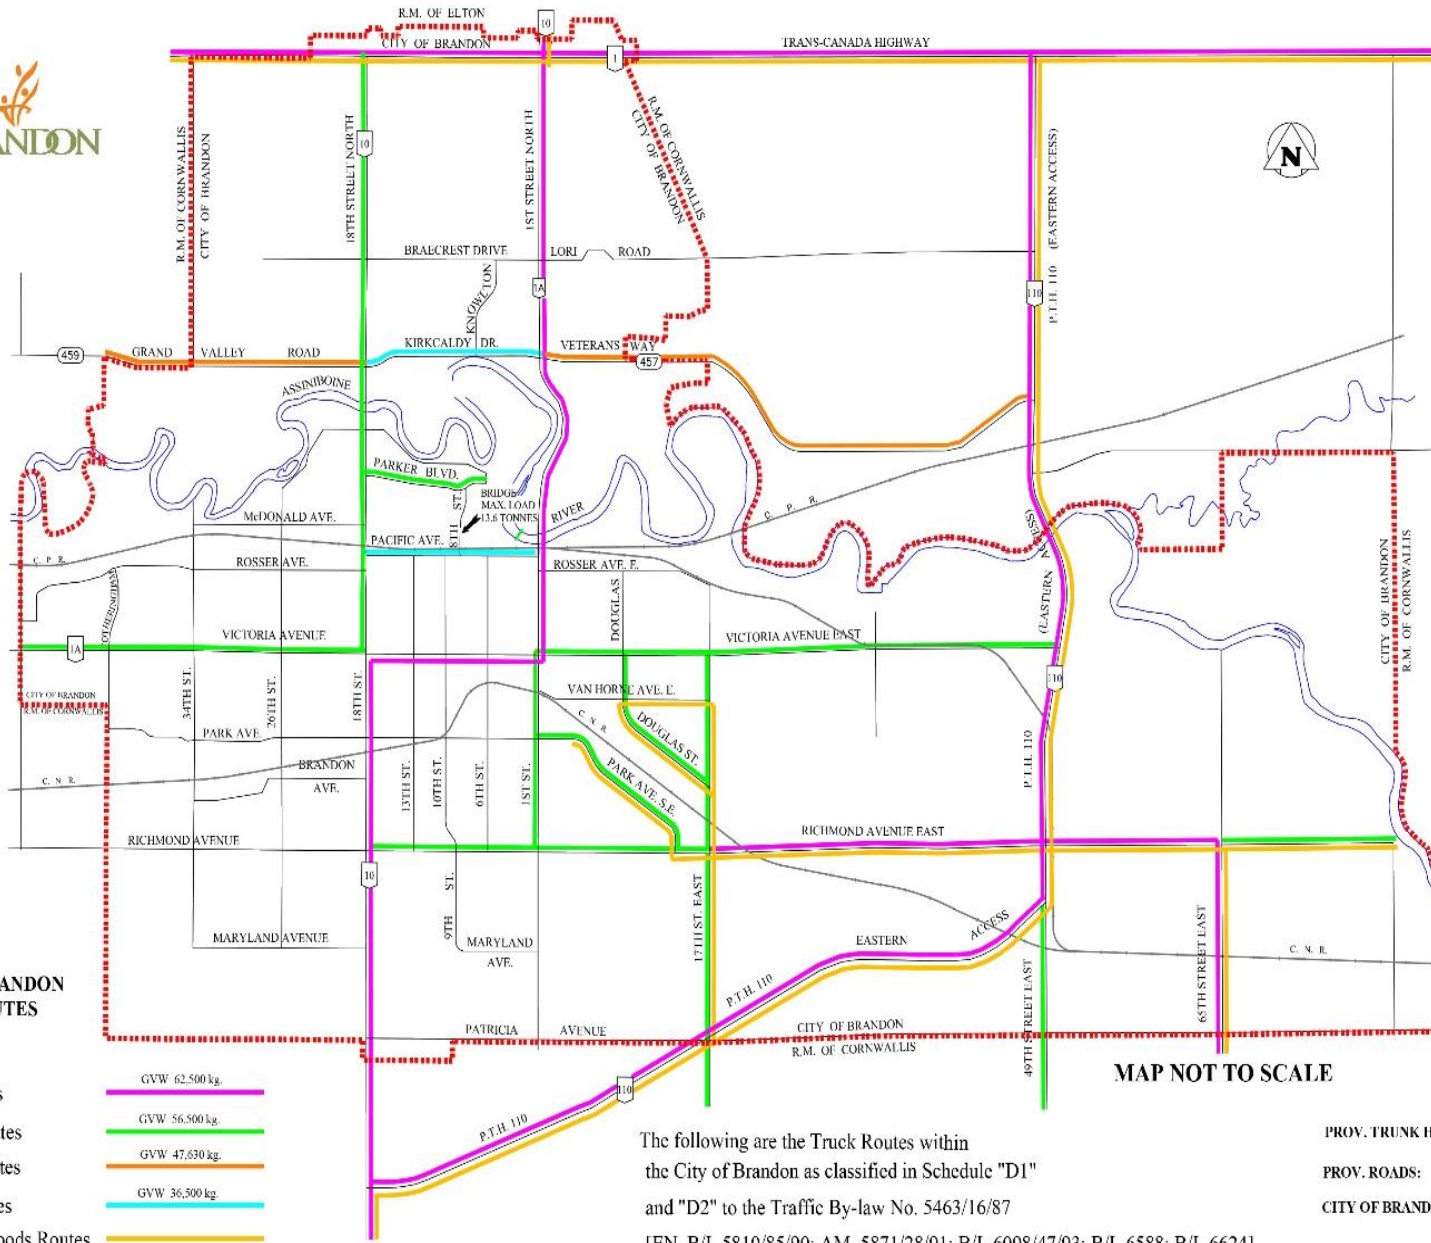 R.M. OF ELTON
10
CITY OF BRANDON
TRANS-CANADA HIGHWAY
1
ANDON
R.M. OF CORNWALLIS
CITY OF BRANDON
10
18TH STREET NORTH
1ST STREET NORTH
R.M. OF CORNWALLIS
CITY OF BRANDON
(EASTERN ACCESS)
P.T.H. 110
N
BRAECREST DRIVE
LORI
ROAD
KNOWLTON
1A
110
459
GRAND
VALLEY
ROAD
KIRKCALDY DR.
VETERANS WAY
457
ASSINIBOINE
PARKER BLVD.
8TH ST.
BRIDGE
MAX. LOAD
13.6 TONNES
RIVER
McDONALD AVE.
PACIFIC AVE.
C. P. R.
C. P. R.
ROSSER AVE.
ROSSER AVE. E.
(EASTERN ACCESS)
DOUGLAS
VICTORIA AVENUE
VICTORIA AVENUE EAST
1A
CITY OF BRANDON
R.M. OF CORNWALLIS
CITY OF BRANDON
R.M. OF CORNWALLIS
34TH ST.
26TH ST.
18TH ST.
110
VAN HORNE AVE. E.
C. N. R.
DOUGLAS ST.
PARK AVE.
PARK AVE. S.E.
P.T.H. 110
C. N. R.
BRANDON
AVE.
13TH ST.
10TH ST.
6TH ST.
1ST ST.
RICHMOND AVENUE
RICHMOND AVENUE EAST
10
9TH ST.
17TH ST. EAST
MARYLAND AVENUE
MARYLAND
AVE.
EASTERN
ACCESS
49TH STREET EAST
65TH STREET EAST
C. N. R.
P.T.H. 110
PATRICIA
AVENUE
CITY OF BRANDON
R.M. OF CORNWALLIS
110
P.T.H. 110
MAP NOT TO SCALE
ANDON
UTES
s
GVW 62,500 kg.
tes
GVW 56,500 kg.
tes
GVW 47,630 kg.
es
GVW 36,500 kg.
oods Routes
The following are the Truck Routes within
the City of Brandon as classified in Schedule "D1"
and "D2" to the Traffic By-law No. 5463/16/87
PROV. TRUNK H
PROV. ROADS:
CITY OF BRAND